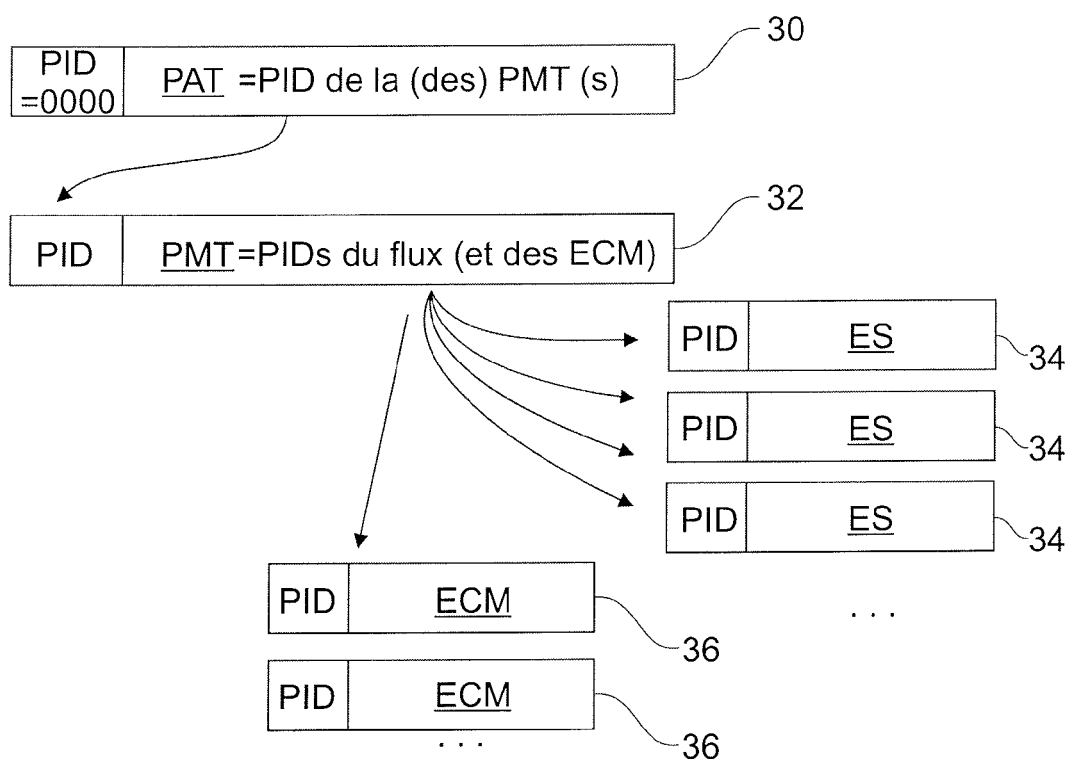 30
PID
=0000
PAT =PID de la (des) PMT (s)
32
PID
PMT=PIDs du flux (et des ECM)
PID ES
34
PID ES
34
PID ES
34
. . .
PID ECM
36
PID ECM
36
. . .